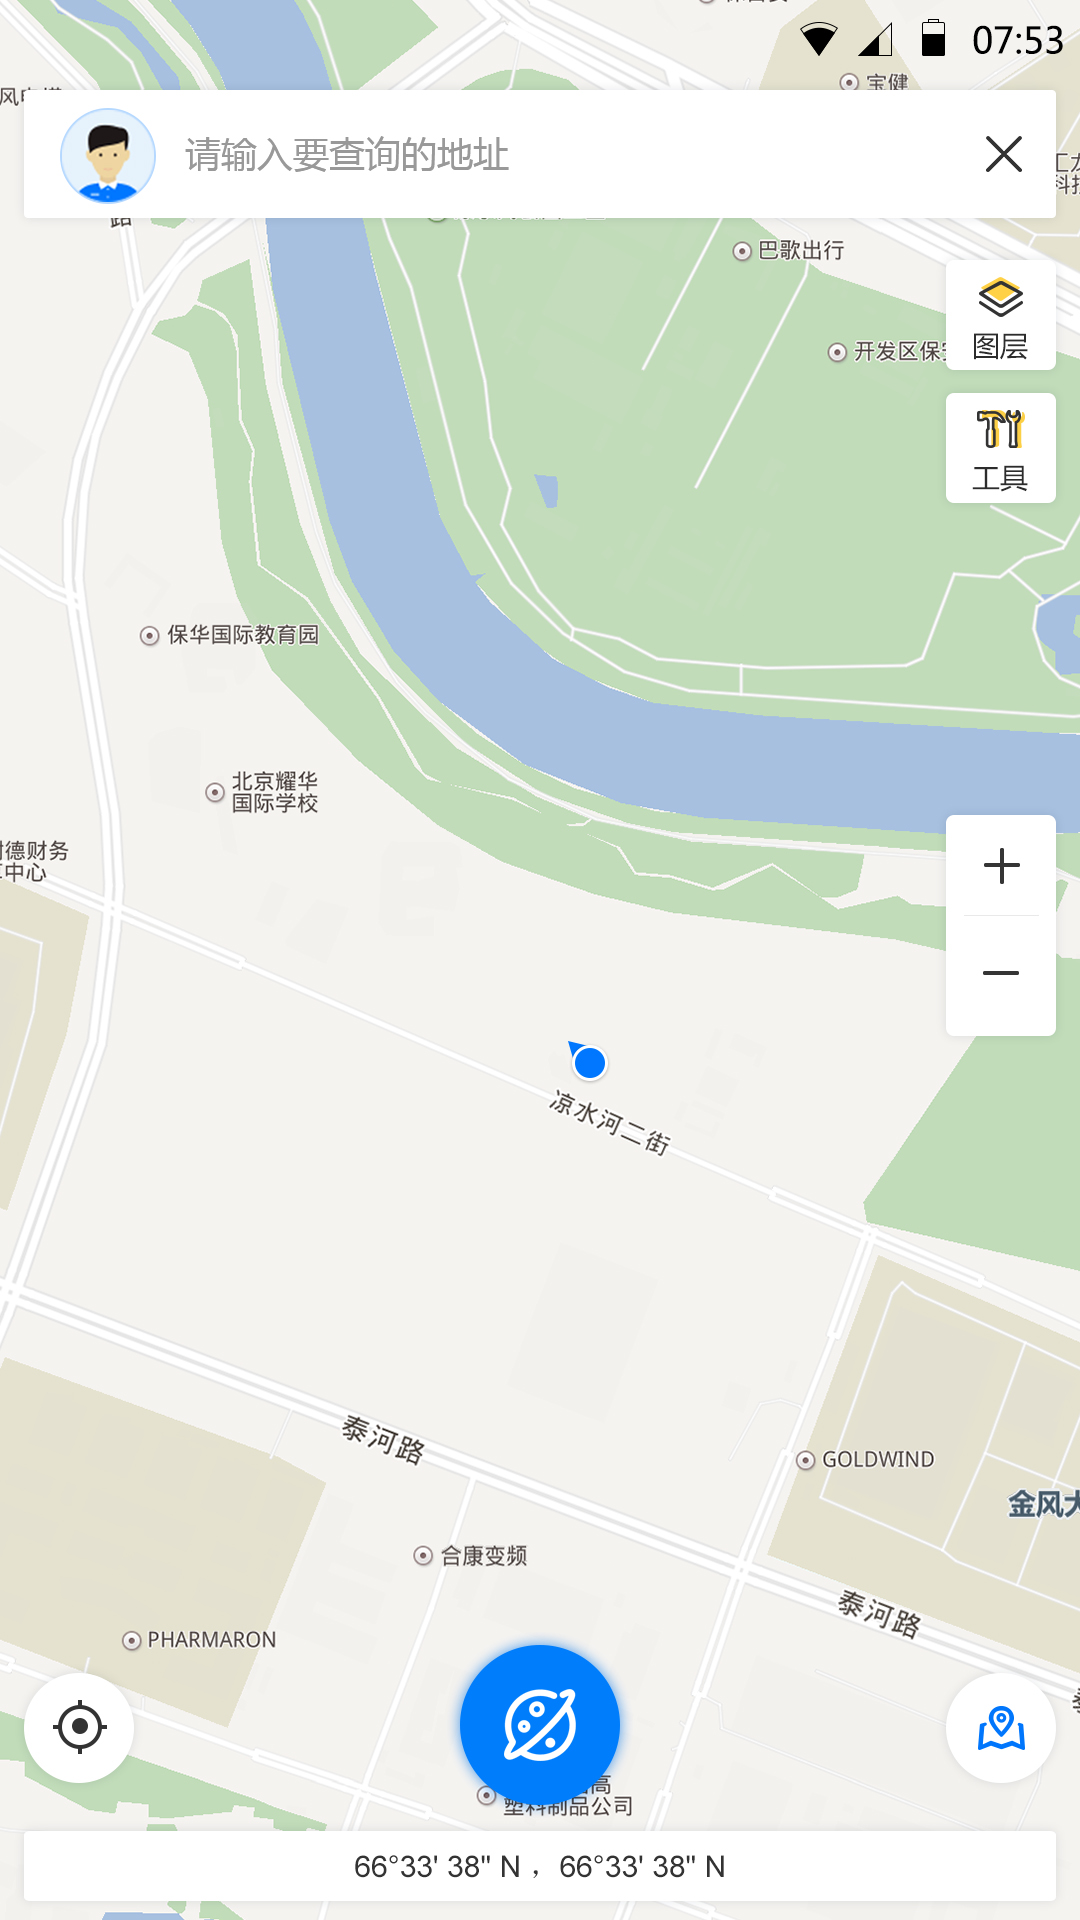 07:53
宝健
请输入要查询的地址
路
巴歌出行
开发区保
图层
工具
保华国际教育园
北京耀华
国际学校
德财务
中心
凉水河二街
泰河路
GOLDWIND
金风大
合康变频
泰河路
PHARMARON
高
塑料制品公司
66°33' 38" N ，66°33' 38" N